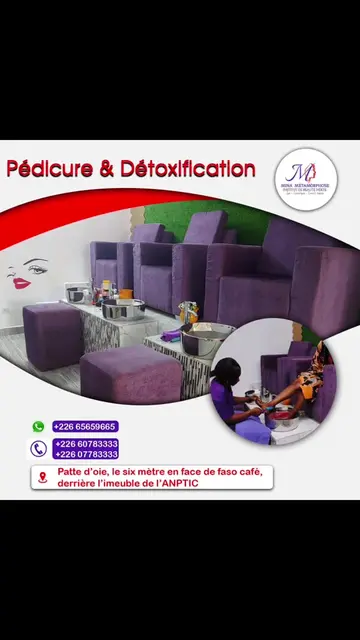 Pédicure & Détoxification
M
MINA MÉTAMORPHOSE
INSTITUT DE BEAUTÉ MIXTE
+226 65659665
+226 60783333
+226 07783333
Patte d'oie, le six mètre en face de faso café,
derrière l'imeuble de l'ANPTIC